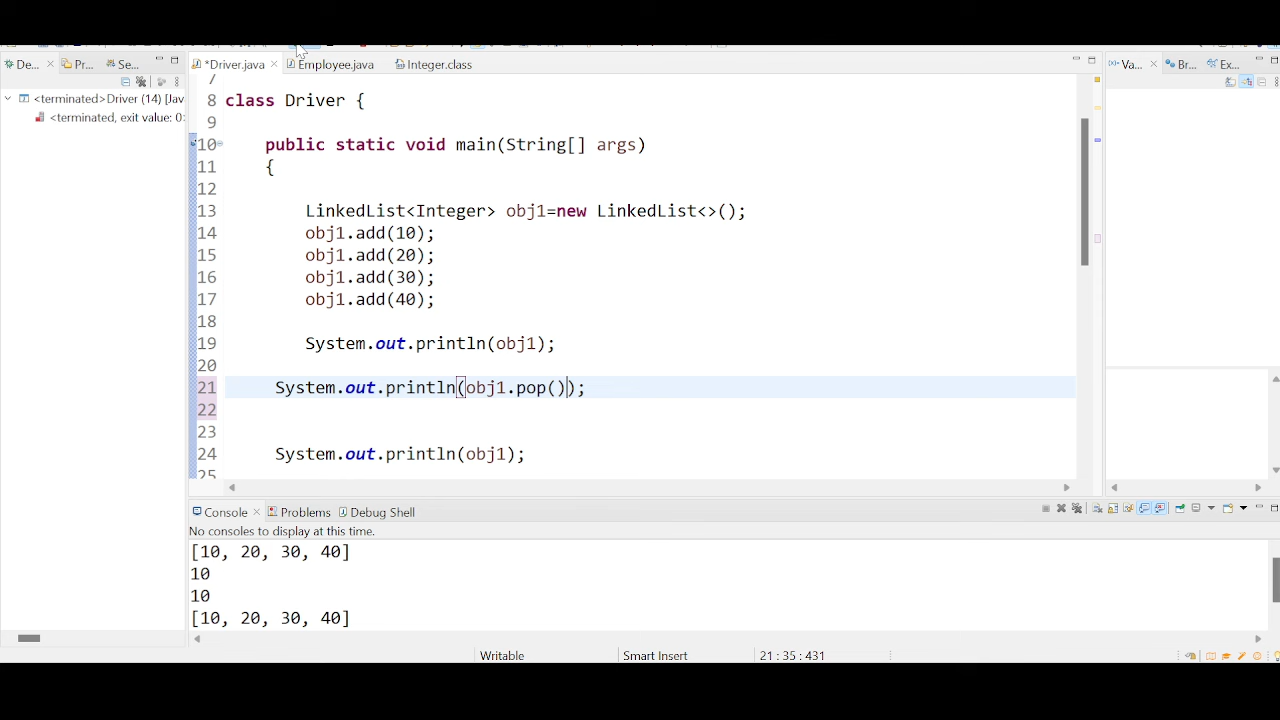 De...
Pr...
Se...
*Driver.java
Employee.java
Integer.class
Va...
Br...
Ex...
<terminated>Driver (14) [Jav
<terminated, exit value: 0>
7
8 class Driver {
9
10 public static void main(String[] args)
11 {
12
13 LinkedList<Integer> obj1=new LinkedList<>();
14 obj1.add(10);
15 obj1.add(20);
16 obj1.add(30);
17 obj1.add(40);
18
19 System.out.println(obj1);
20
21 System.out.println(obj1.pop());
22
23
24 System.out.println(obj1);
25
Console
Problems
Debug Shell
No consoles to display at this time.
[10, 20, 30, 40]
10
10
[10, 20, 30, 40]
Writable
Smart Insert
21 : 35 : 431